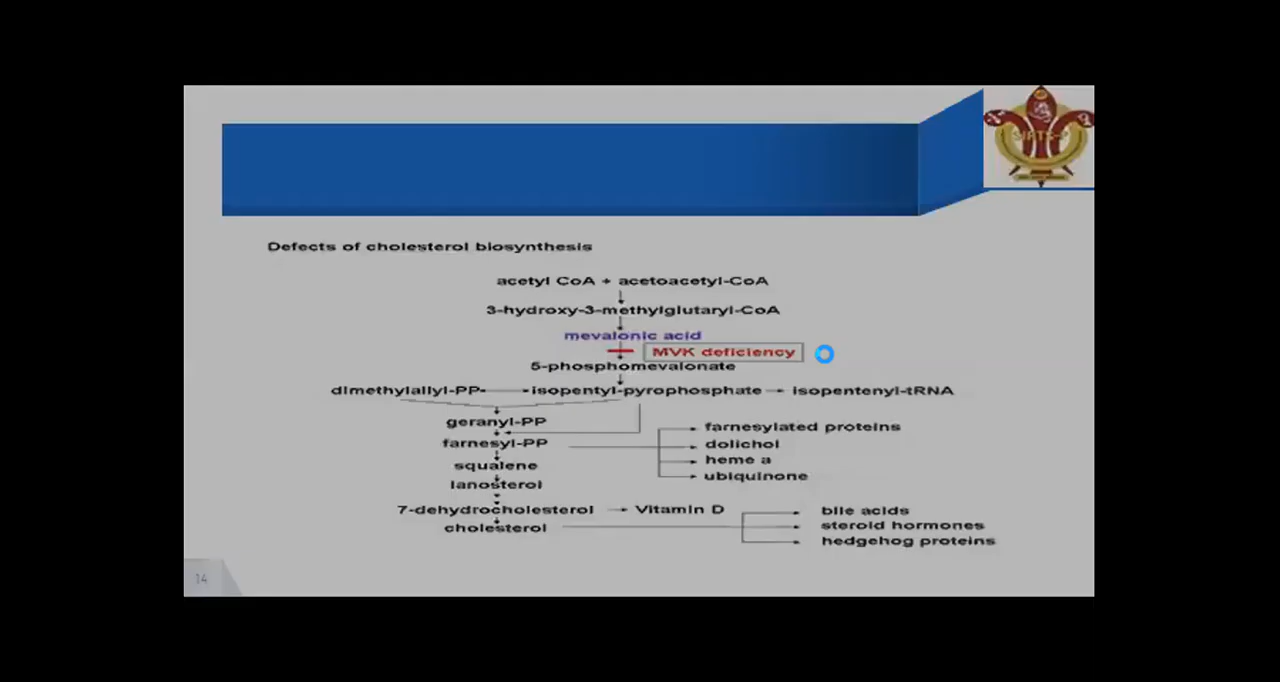 Defects of cholesterol biosynthesis
acetyl CoA + acetoacetyl-CoA
3-hydroxy-3-methylglutaryl-CoA
mevalonic acid
MVK deficiency
5-phosphomevalonate
dimethylallyl-PP isopentyl-pyrophosphate isopentenyl-tRNA
geranyl-PP
farnesyl-PP
farnesylated proteins
dolichol
heme a
ubiquinone
squalene
lanosterol
7-dehydrocholesterol Vitamin D
cholesterol
bile acids
steroid hormones
hedgehog proteins
14